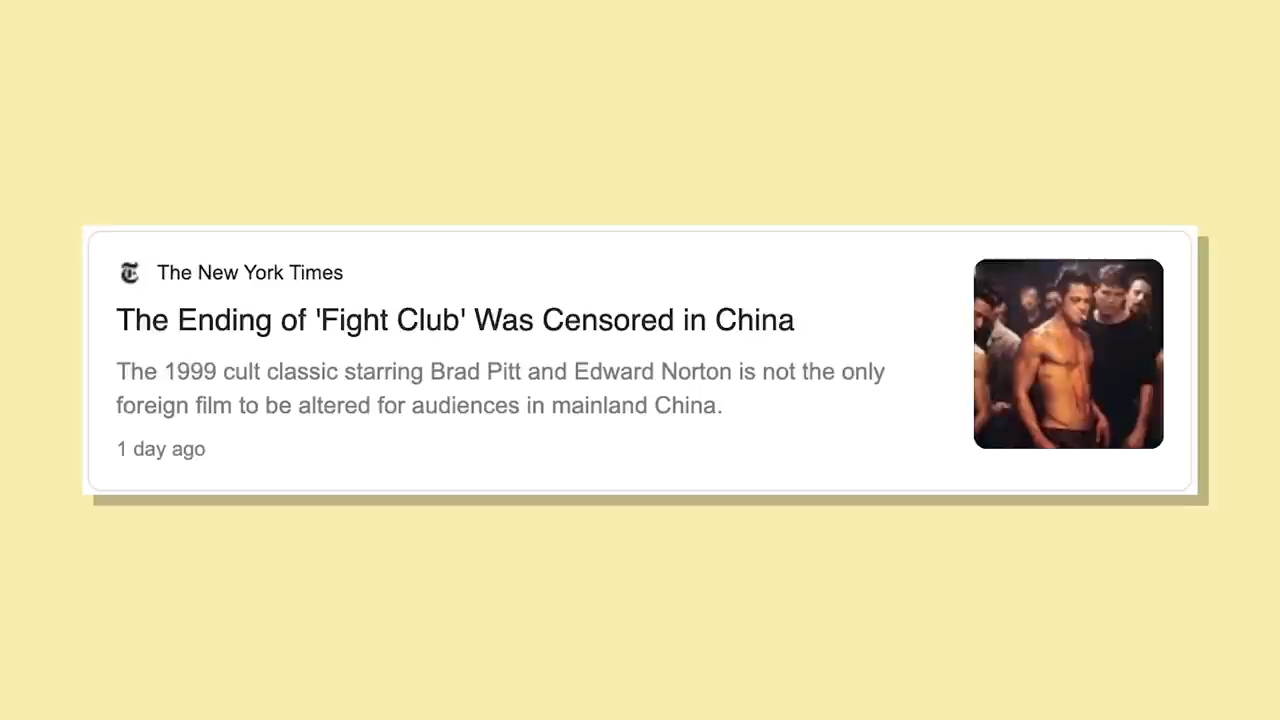 The New York Times
The Ending of 'Fight Club' Was Censored in China
The 1999 cult classic starring Brad Pitt and Edward Norton is not the only
foreign film to be altered for audiences in mainland China.
1 day ago